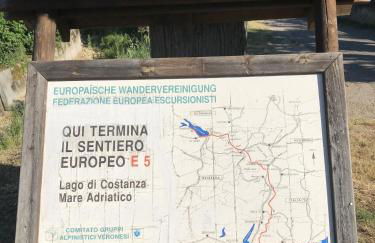 EUROPAÏSCHE WANDERVEREINIGUNG
FEDERAZIONE EUROPEA ESCURSIONISTI
QUI TERMINA
IL SENTIERO
EUROPEO E 5
Lago di Costanza
Mare Adriatico
COMITATO GRUPPI
ALPINISTICI VERONESI